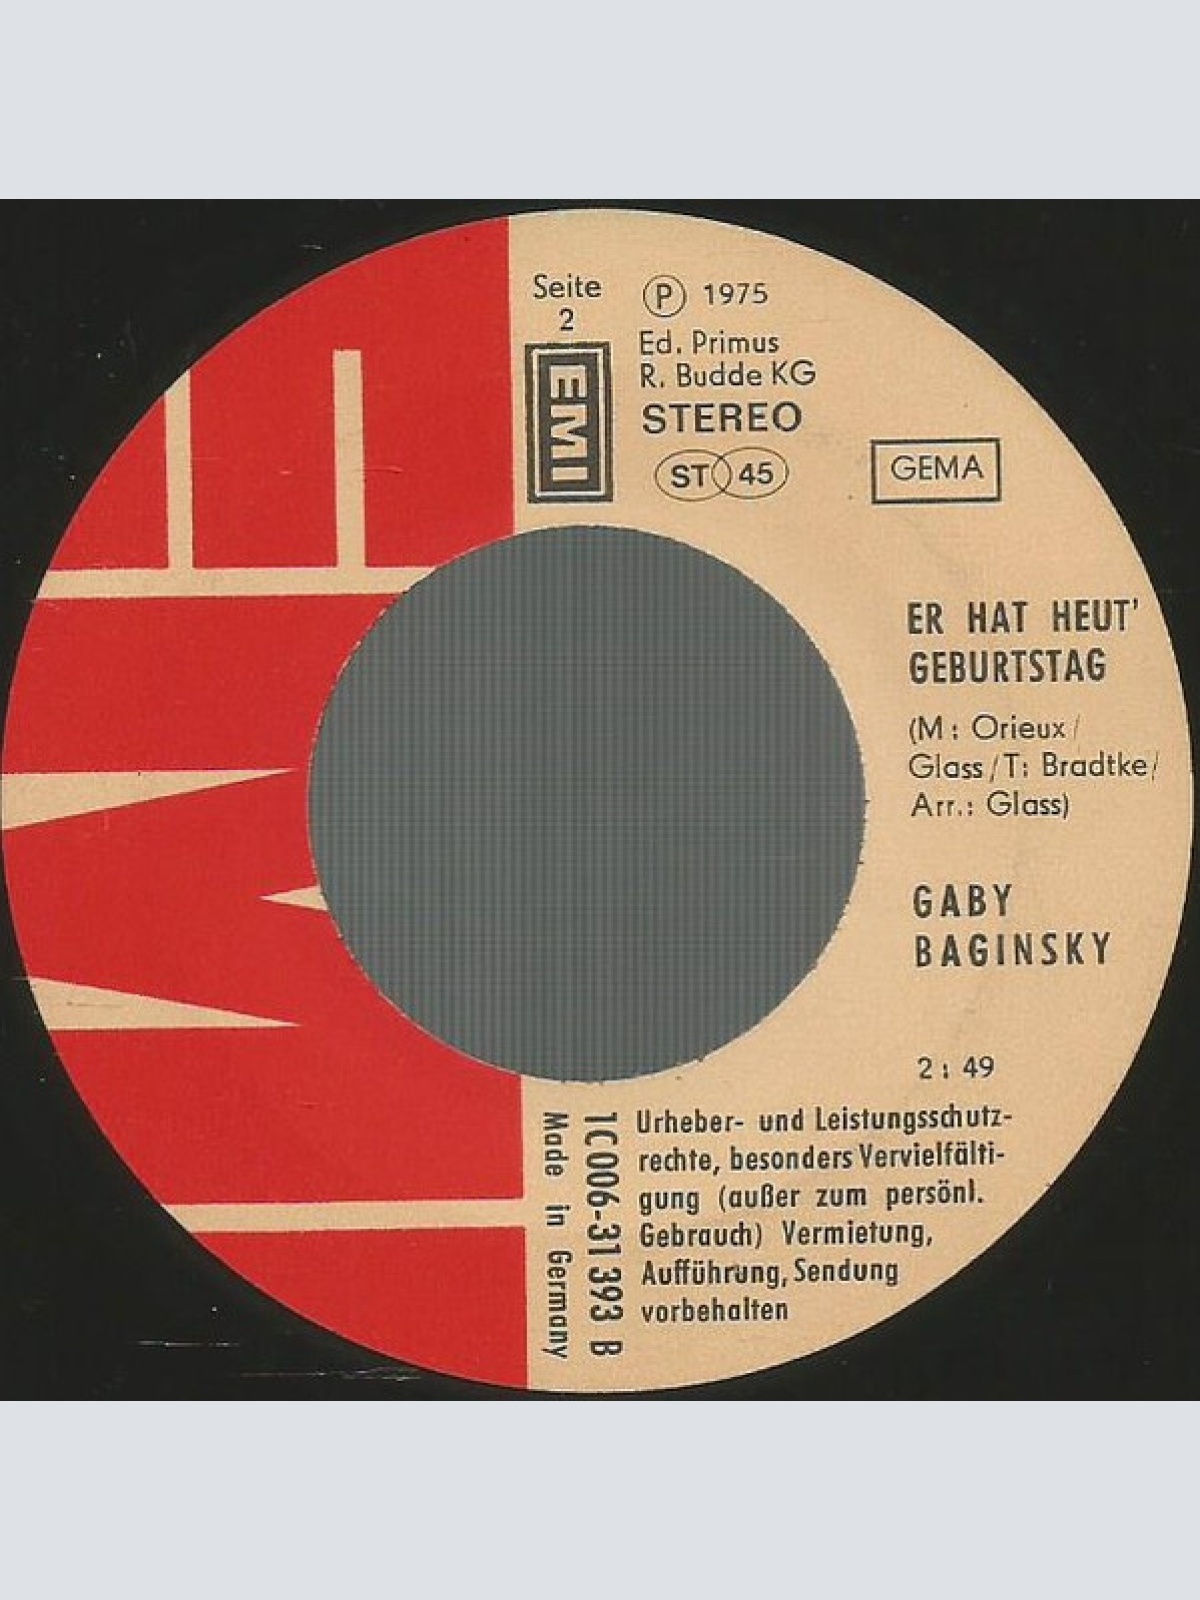 Seite
2
EMI
Ⓟ 1975
Ed. Primus
R. Budde KG
STEREO
ST 45
GEMA
ER HAT HEUT'
GEBURTSTAG
(M: Orieux/
Glass/T: Bradtke/
Arr.: Glass)
GABY
BAGINSKY
2:49
Urheber- und Leistungsschutz-
rechte, besonders Vervielfälti-
gung (außer zum persönl.
Gebrauch) Vermietung,
Aufführung, Sendung
vorbehalten
1C 006-31 393 B
Made in Germany